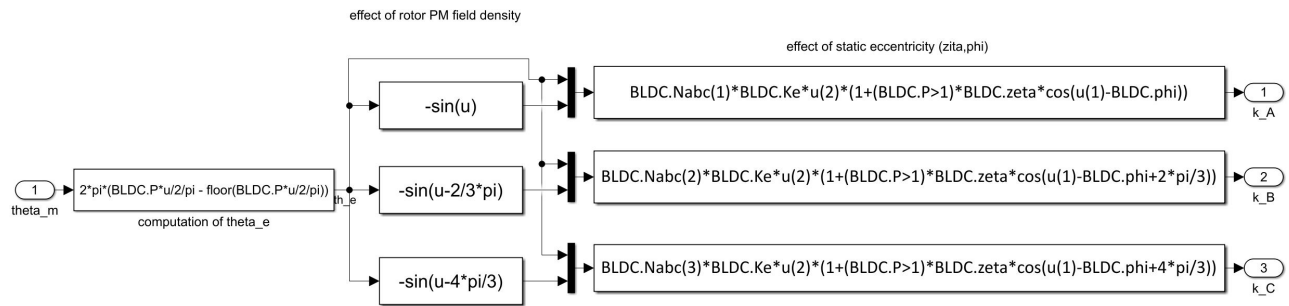 effect of rotor PM field density
effect of static eccentricity (zita,phi)
-sin(u)
BLDC.Nabc(1)*BLDC.Ke*u(2)*(1+(BLDC.P>1)*BLDC.zeta*cos(u(1)-BLDC.phi))
1
k_A
1
theta_m
2*pi*(BLDC.P*u/2/pi - floor(BLDC.P*u/2/pi))
computation of theta_e
th_e
-sin(u-2/3*pi)
BLDC.Nabc(2)*BLDC.Ke*u(2)*(1+(BLDC.P>1)*BLDC.zeta*cos(u(1)-BLDC.phi+2*pi/3))
2
k_B
-sin(u-4*pi/3)
BLDC.Nabc(3)*BLDC.Ke*u(2)*(1+(BLDC.P>1)*BLDC.zeta*cos(u(1)-BLDC.phi+4*pi/3))
3
k_C